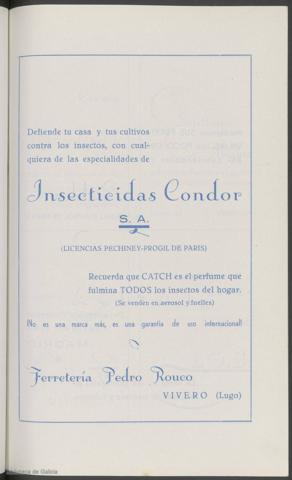 Defiende tu casa y tus cultivos
contra los insectos, con cual-
quiera de las especialidades de
Insecticidas Condor
S. A.
(LICENCIAS PECHINEY-PROGIL DE PARIS)
Recuerda que CATCH es el perfume que
fulmina TODOS los insectos del hogar.
(Se venden en aerosol y fuelles)
¡No es una marca más, es una garantía de uso internacional!
Ferretería Pedro Rouco
VIVERO (Lugo)
de Galicia